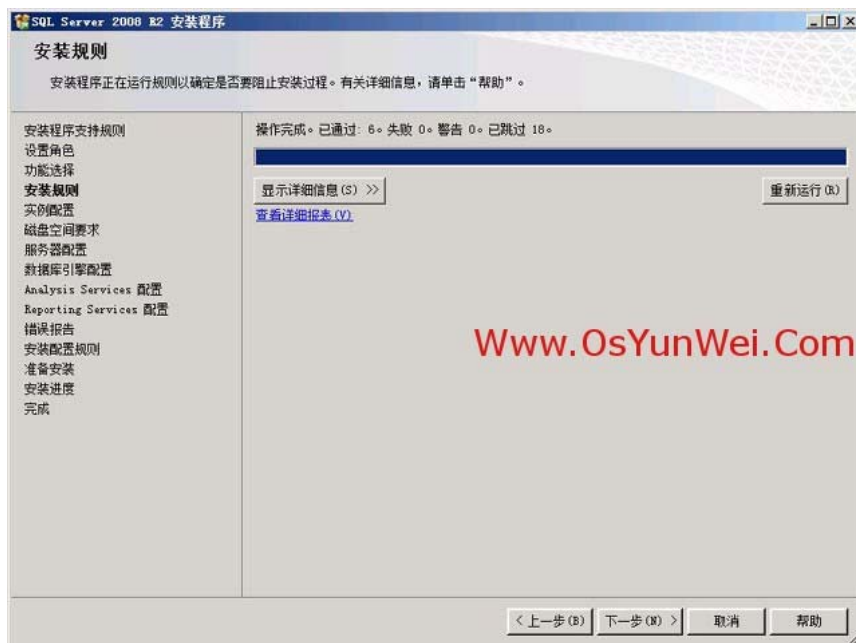 SQL Server 2008 R2 安装程序
安装规则
安装程序正在运行规则以确定是否要阻止安装过程。有关详细信息，请单击“帮助”。
安装程序支持规则
设置角色
功能选择
安装规则
实例配置
磁盘空间要求
服务器配置
数据库引擎配置
Analysis Services 配置
Reporting Services 配置
错误报告
安装配置规则
准备安装
安装进度
完成
操作完成。已通过: 6。失败 0。警告 0。已跳过 18。
显示详细信息(S) >>
重新运行(R)
查看详细报表(V)
Www.OsYunWei.Com
< 上一步(B)
下一步(N) >
取消
帮助